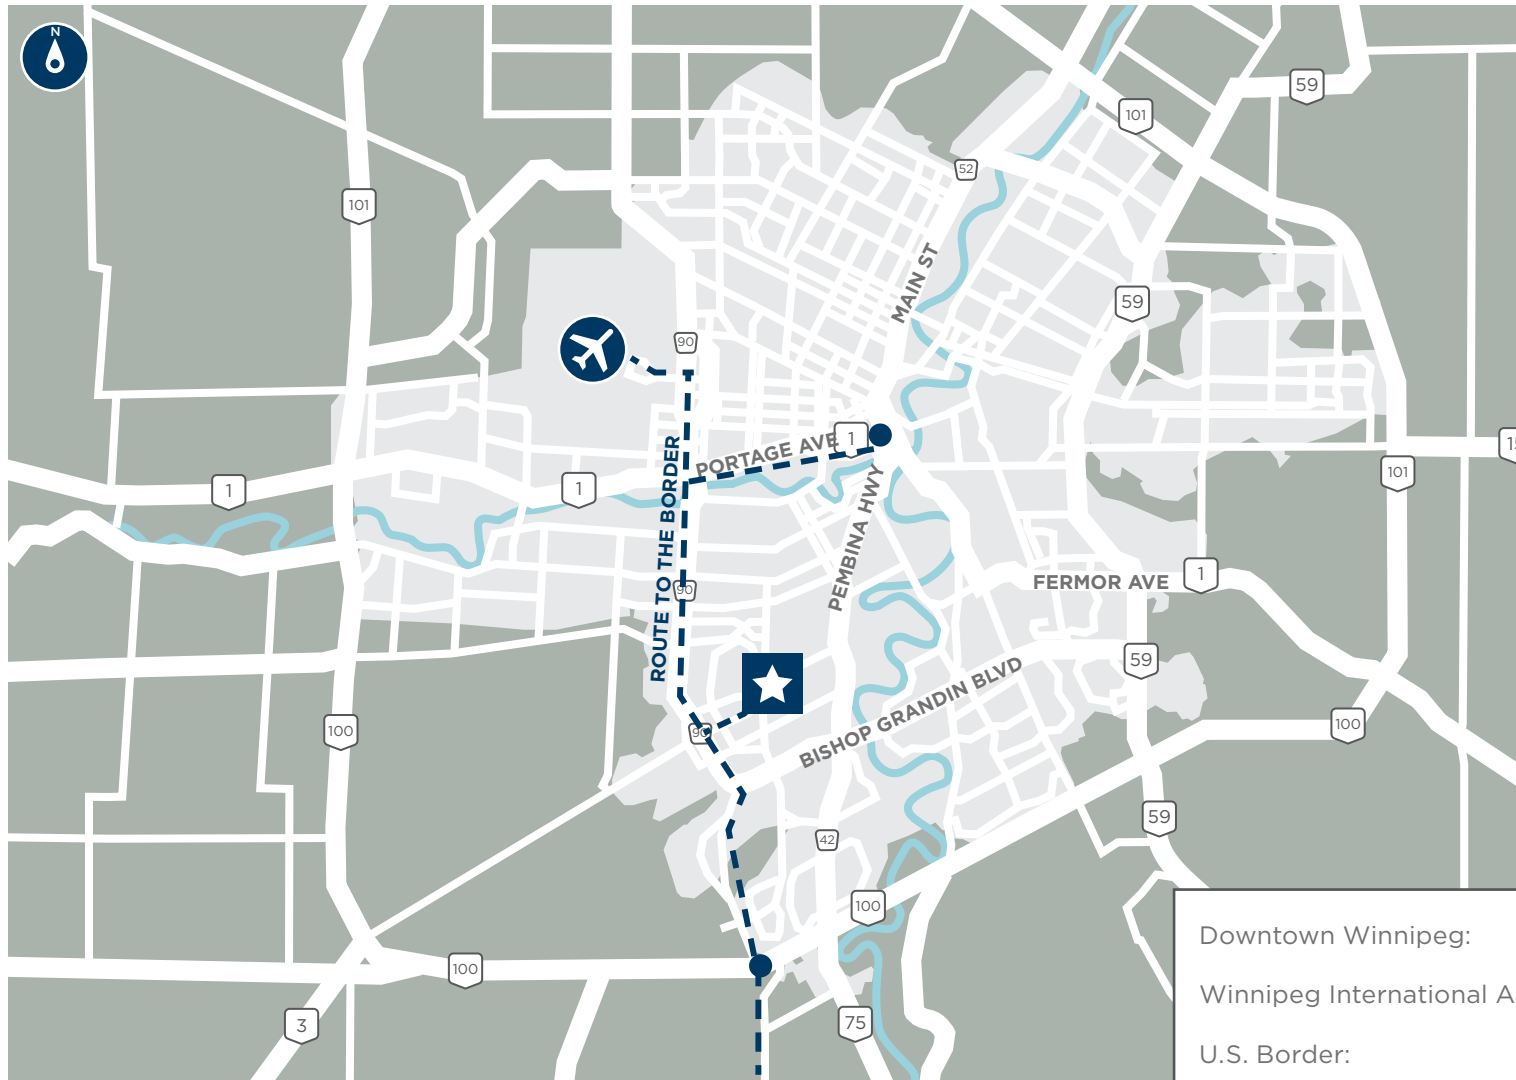 N
59
101
52
101
MAIN ST
59
90
PORTAGE AVE
1
1
1
101
ROUTE TO THE BORDER
PEMBINA HWY
90
FERMOR AVE
1
59
BISHOP GRANDIN BLVD
100
90
100
59
42
100
100
3
75
Downtown Winnipeg:
Winnipeg International A
U.S. Border: